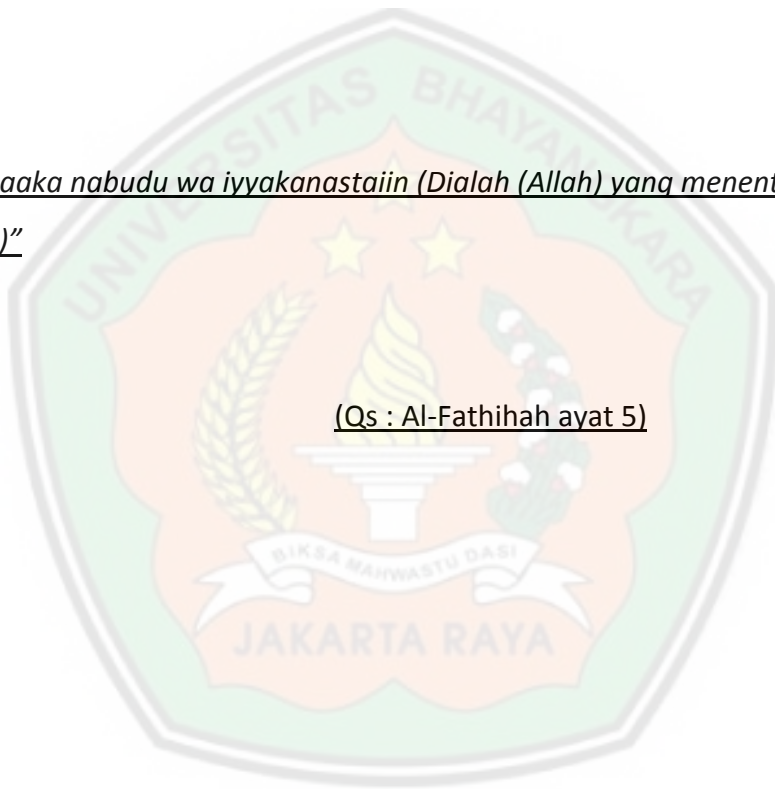 aaka nabudu wa iyyakanastaiin (Dialah (Allah) yang menent
)”
(Qs : Al-Fathihah ayat 5)
UNIVERSITAS BHAYANGKARA
BIKSA MAHWASTU DASI
JAKARTA RAYA